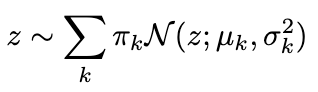 z ∼ ∑_k π_k 𝒩(z; μ_k, σ_k^2)